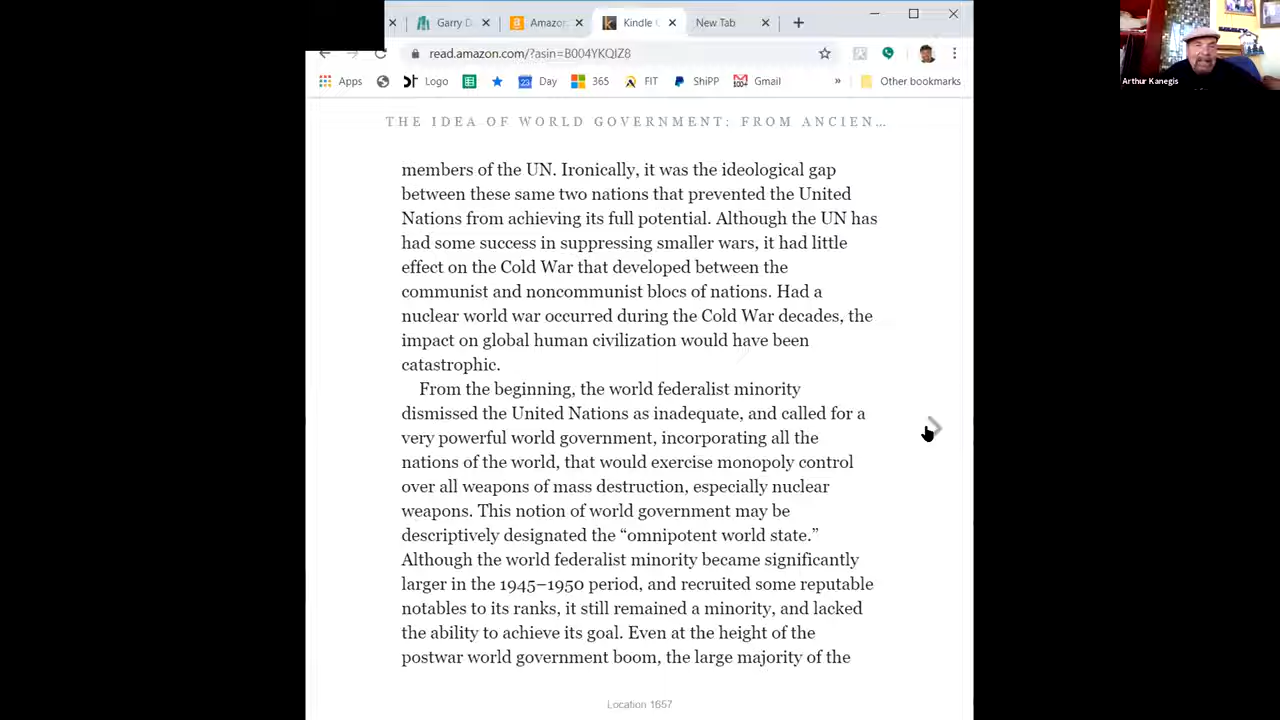 Garry D
Amazon
Kindle C
New Tab
read.amazon.com/?asin=B004YKQIZ8
Apps
Logo
23
Day
365
FIT
ShiPP
100+
Gmail
»
Other bookmarks
Arthur Kanegis
THE IDEA OF WORLD GOVERNMENT: FROM ANCIEN…
members of the UN. Ironically, it was the ideological gap
between these same two nations that prevented the United
Nations from achieving its full potential. Although the UN has
had some success in suppressing smaller wars, it had little
effect on the Cold War that developed between the
communist and noncommunist blocs of nations. Had a
nuclear world war occurred during the Cold War decades, the
impact on global human civilization would have been
catastrophic.
From the beginning, the world federalist minority
dismissed the United Nations as inadequate, and called for a
very powerful world government, incorporating all the
nations of the world, that would exercise monopoly control
over all weapons of mass destruction, especially nuclear
weapons. This notion of world government may be
descriptively designated the “omnipotent world state.”
Although the world federalist minority became significantly
larger in the 1945–1950 period, and recruited some reputable
notables to its ranks, it still remained a minority, and lacked
the ability to achieve its goal. Even at the height of the
postwar world government boom, the large majority of the
Location 1657